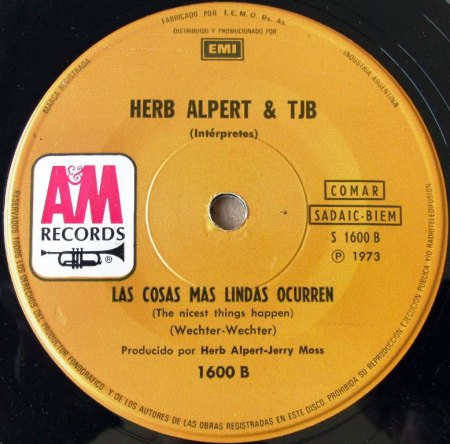 FABRICADO POR I.E.M.O. Bs. As.
DISTRIBUIDO Y PROMOCIONADO POR
EMI
MARCA REGISTRADA
INDUSTRIA ARGENTINA
HERB ALPERT & TJB
(Intérpretes)
A&M
RECORDS
®
COMAR
SADAIC-BIEM
S 1600 B
Ⓟ 1973
LAS COSAS MAS LINDAS OCURREN
(The nicest things happen)
(Wechter-Wechter)
Producido por Herb Alpert-Jerry Moss
1600 B
RESERVADOS TODOS LOS DERECHOS DEL PRODUCTOR FONOGRAFICO Y DE LOS AUTORES DE LAS OBRAS REGISTRADAS EN ESTE DISCO. PROHIBIDA SU REPRODUCCION EJECUCION PUBLICA Y/O RADIOTELEDIFUSION